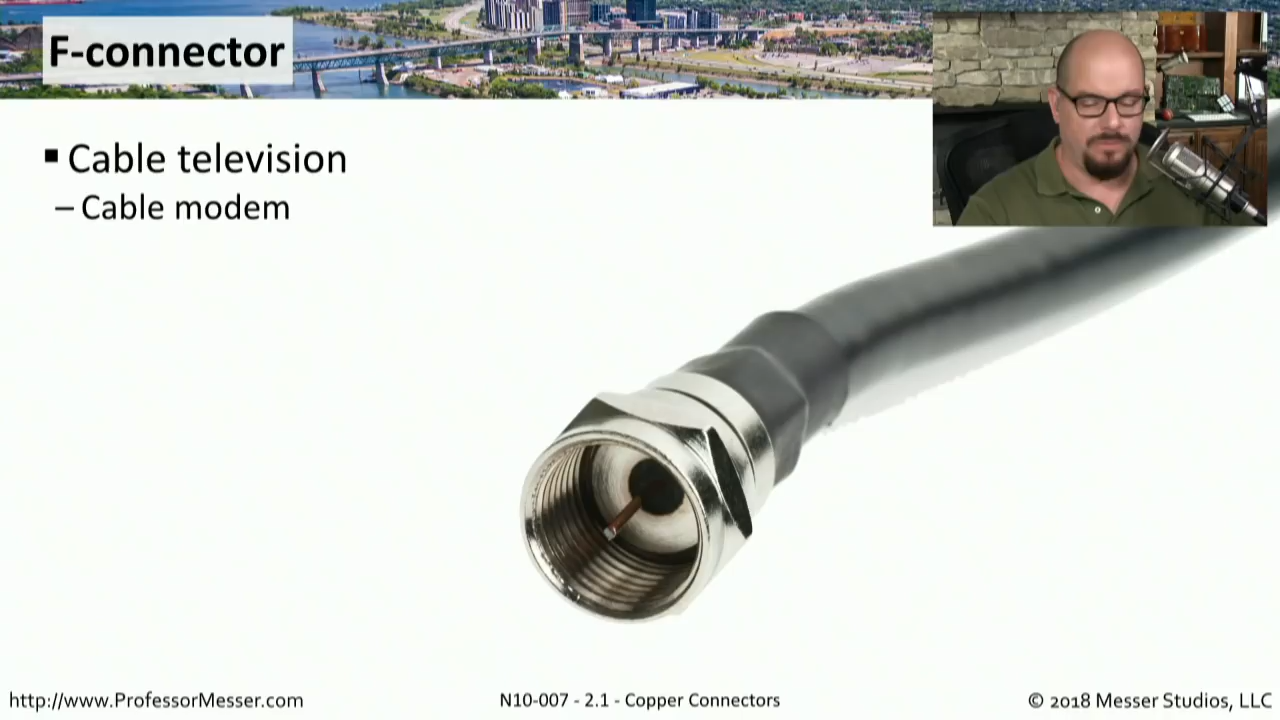 F-connector
▪ Cable television
– Cable modem
http://www.ProfessorMesser.com
N10-007 - 2.1 - Copper Connectors
© 2018 Messer Studios, LLC